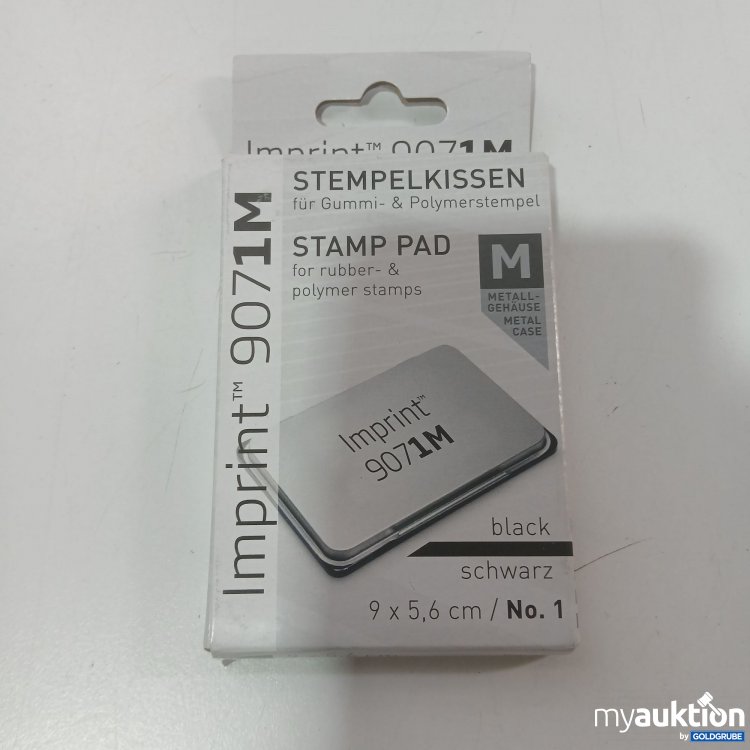 Imprint™ 9071M
STEMPELKISSEN
für Gummi- & Polymerstempel
STAMP PAD
for rubber- &
polymer stamps
M
METALL-
GEHÄUSE
METAL
CASE
Imprint™ 9071M
Imprint™
9071M
black
schwarz
9 x 5,6 cm / No. 1
myauktion
by GOLDGRUBE